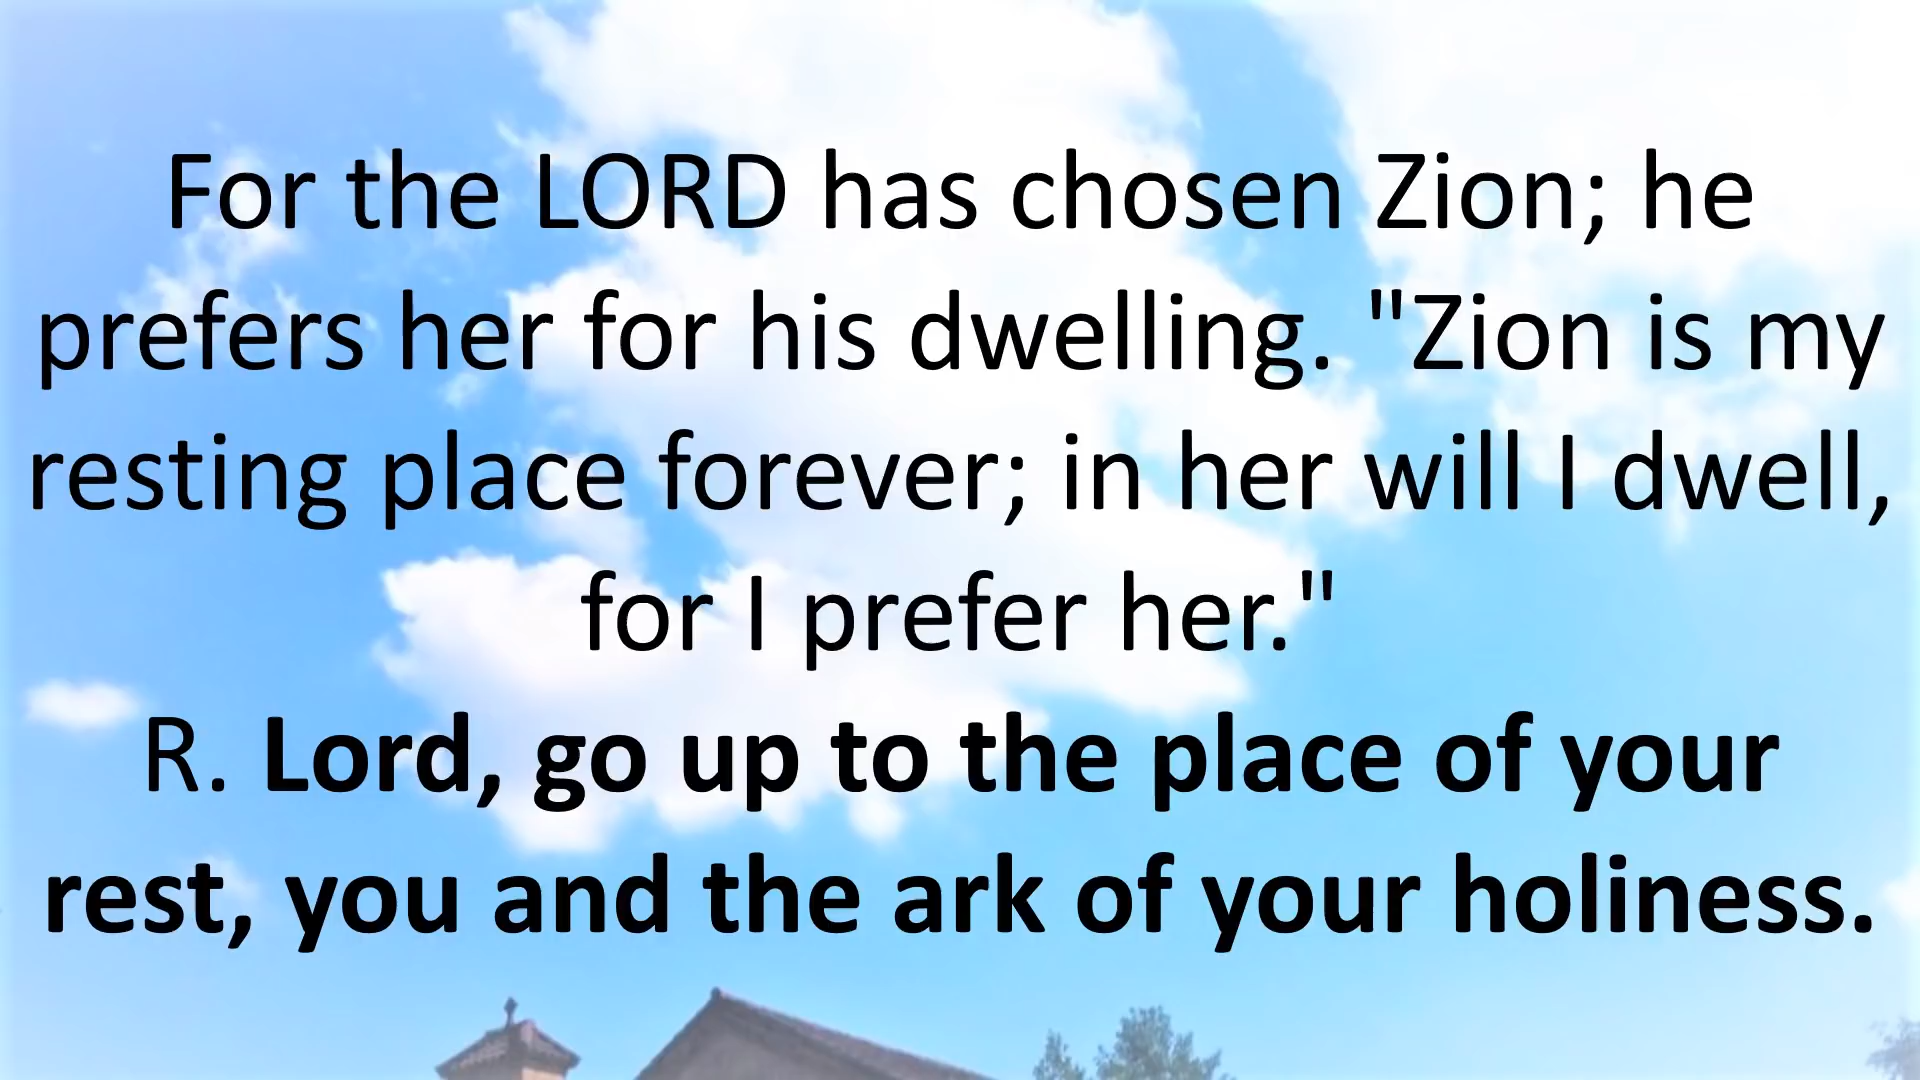 For the LORD has chosen Zion; he
prefers her for his dwelling. "Zion is my
resting place forever; in her will I dwell,
for I prefer her."
R. Lord, go up to the place of your
rest, you and the ark of your holiness.